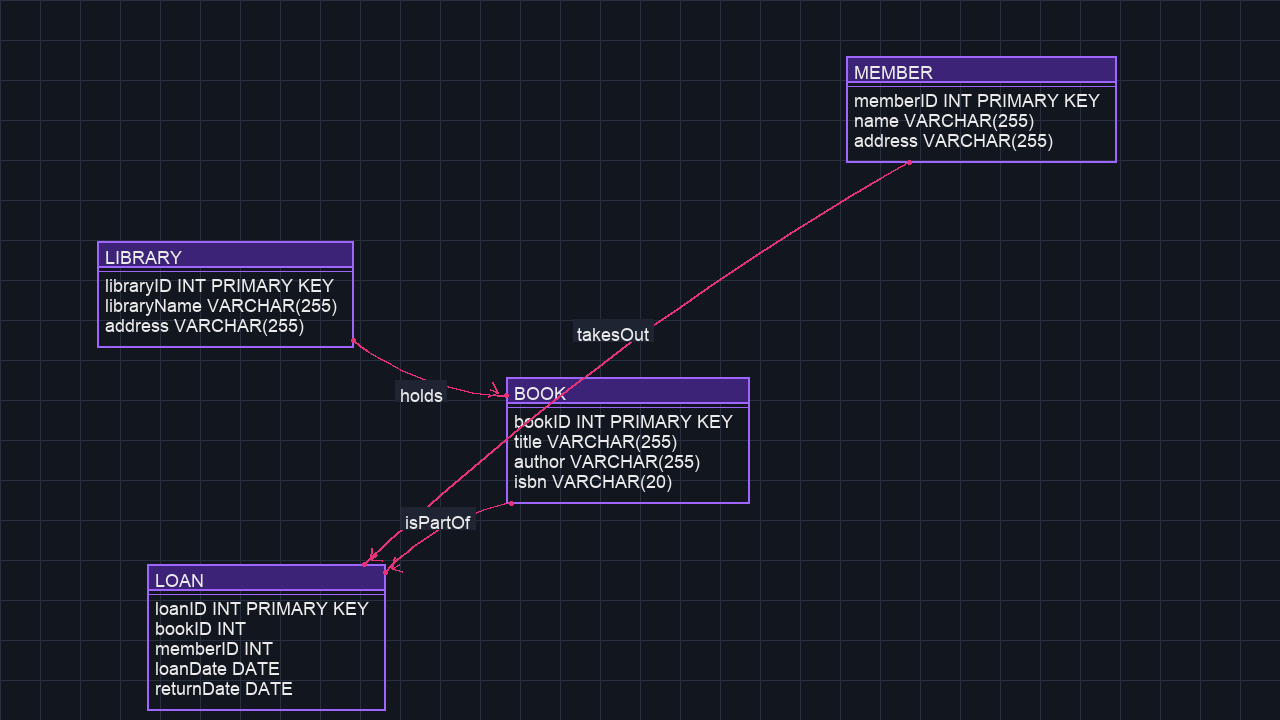 MEMBER
memberID INT PRIMARY KEY
name VARCHAR(255)
address VARCHAR(255)
LIBRARY
libraryID INT PRIMARY KEY
libraryName VARCHAR(255)
address VARCHAR(255)
takesOut
holds
BOOK
bookID INT PRIMARY KEY
title VARCHAR(255)
author VARCHAR(255)
isbn VARCHAR(20)
isPartOf
LOAN
loanID INT PRIMARY KEY
bookID INT
memberID INT
loanDate DATE
returnDate DATE